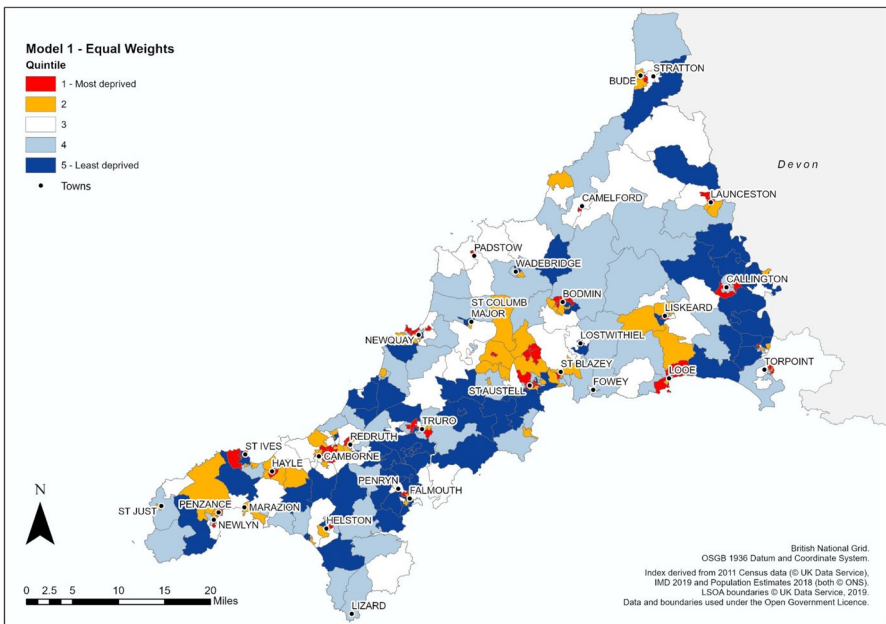 Model 1 - Equal Weights
Quintile
1 - Most deprived
2
3
4
5 - Least deprived
Towns
STRATTON
BUDE
Devon
CAMELFORD
LAUNCESTON
PADSTOW
WADEBRIDGE
CALLINGTON
BODMIN
ST COLUMB
MAJOR
LISKEARD
NEWQUAY
LOSTWITHIEL
ST BLAZEY
TORPOINT
LOOE
ST AUSTELL
FOWEY
TRURO
REDRUTH
ST IVES
CAMBORNE
HAYLE
PENRYN
FALMOUTH
N
ST JUST
PENZANCE
MARAZION
NEWLYN
HELSTON
LIZARD
0 2.5 5 10 15 20
Miles
British National Grid.
OSGB 1936 Datum and Coordinate System.
Index derived from 2011 Census data (© UK Data Service),
IMD 2019 and Population Estimates 2018 (both © ONS).
LSOA boundaries © UK Data Service, 2019.
Data and boundaries used under the Open Government Licence.